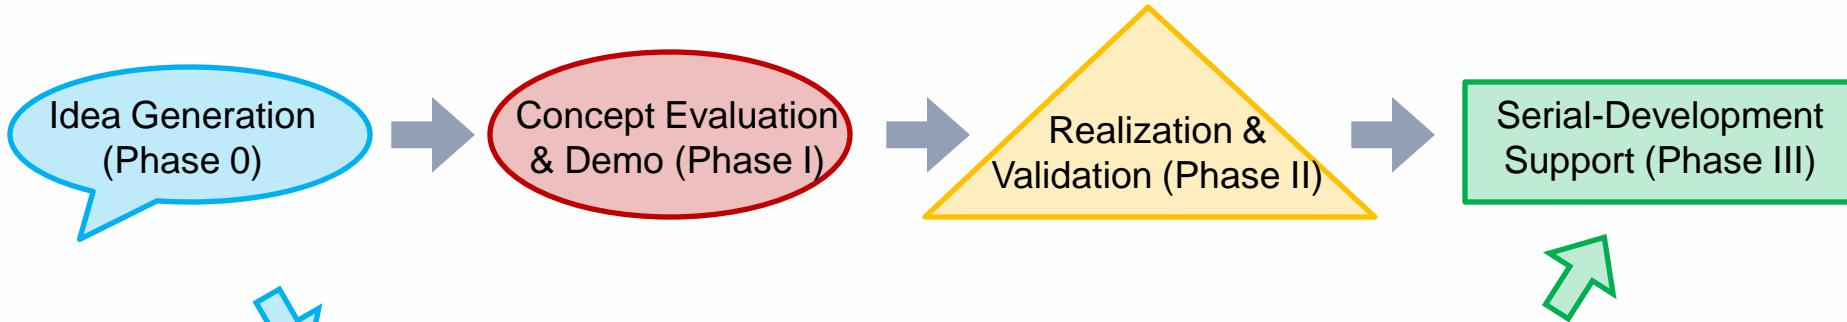 Idea Generation
(Phase 0)
Concept Evaluation
& Demo (Phase I)
Realization &
Validation (Phase II)
Serial-Development
Support (Phase III)